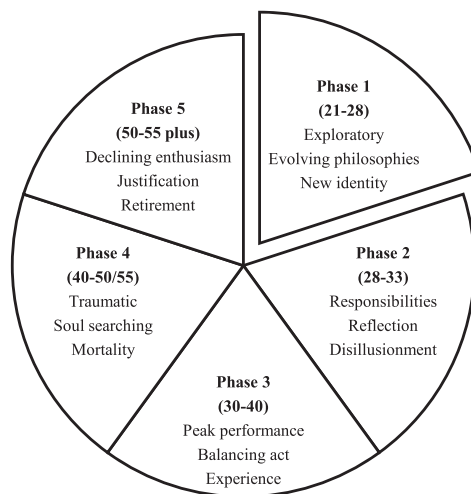 Phase 1
(21-28)
Exploratory
Evolving philosophies
New identity
Phase 2
(28-33)
Responsibilities
Reflection
Disillusionment
Phase 3
(30-40)
Peak performance
Balancing act
Experience
Phase 4
(40-50/55)
Traumatic
Soul searching
Mortality
Phase 5
(50-55 plus)
Declining enthusiasm
Justification
Retirement